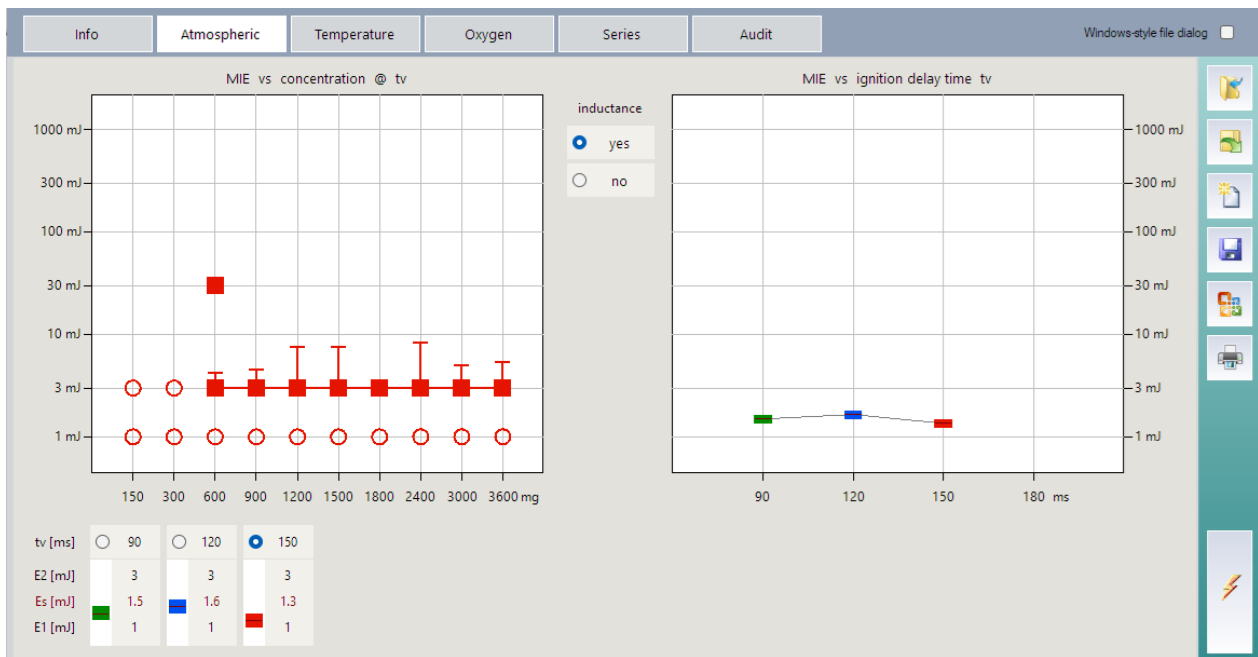 Info Atmospheric Temperature Oxygen Series Audit Windows-style file dialog
MIE vs concentration @ tv
1000 mJ
300 mJ
100 mJ
30 mJ
10 mJ
3 mJ
1 mJ
150 300 600 900 1200 1500 1800 2400 3000 3600 mg
inductance
yes
no
MIE vs ignition delay time tv
1000 mJ
300 mJ
100 mJ
30 mJ
10 mJ
3 mJ
1 mJ
90 120 150 180 ms
tv [ms] 90 120 150
E2 [mJ] 3 3 3
Es [mJ] 1.5 1.6 1.3
E1 [mJ] 1 1 1